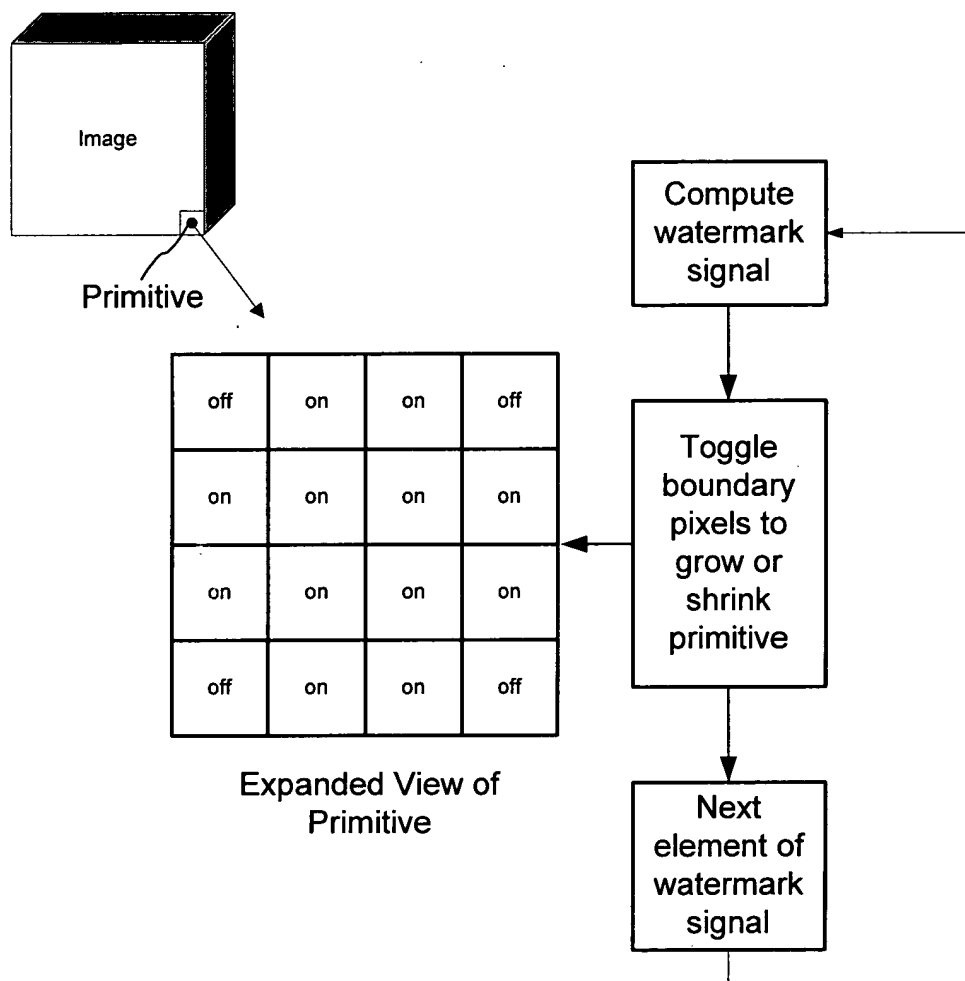 Image
Primitive
Compute
watermark
signal
off on on off
on on on on
on on on on
off on on off
Toggle
boundary
pixels to
grow or
shrink
primitive
Expanded View of
Primitive
Next
element of
watermark
signal